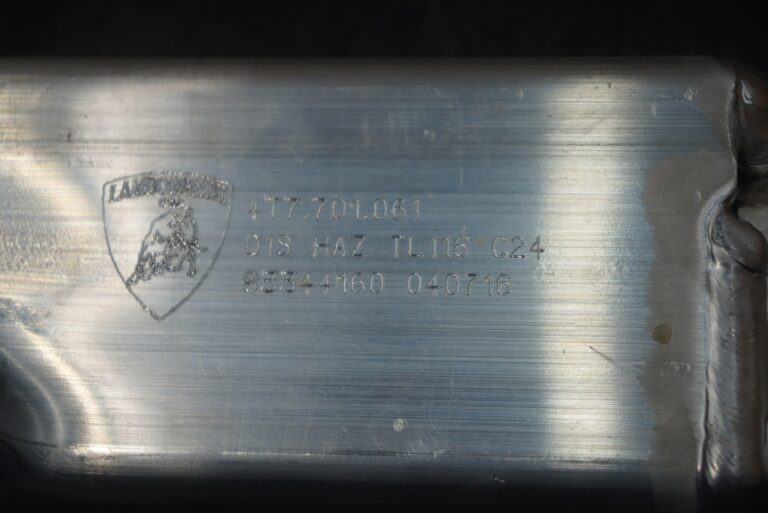 LAMBORGHINI
4T7.701.061
01S HAZ TL116 C24
83344160 040716